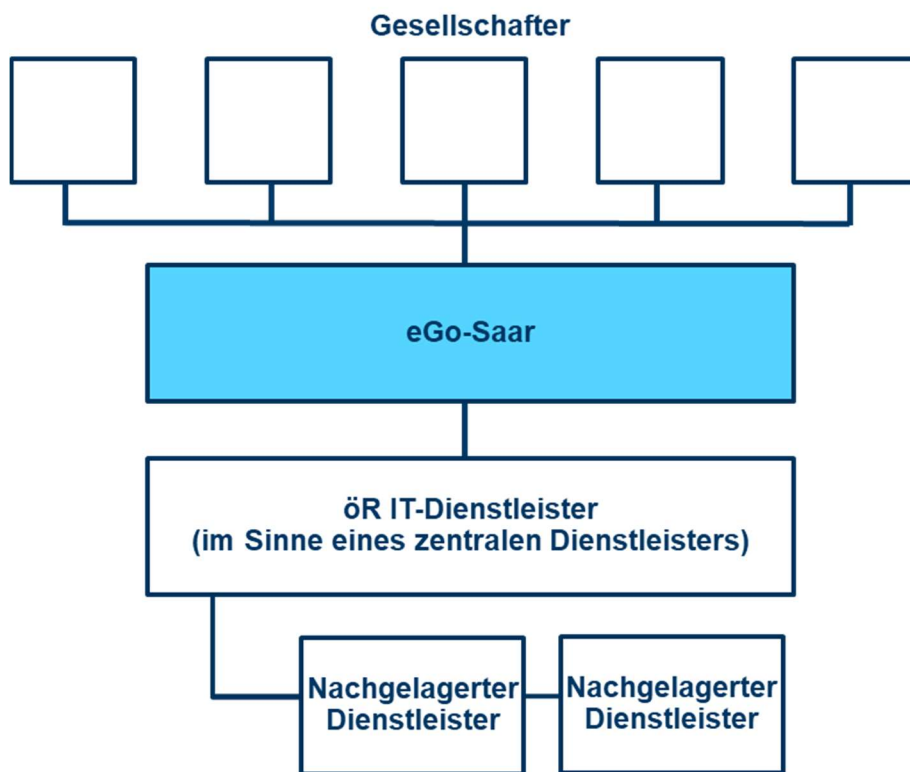 Gesellschafter
eGo-Saar
öR IT-Dienstleister
(im Sinne eines zentralen Dienstleisters)
Nachgelagerter
Dienstleister
Nachgelagerter
Dienstleister